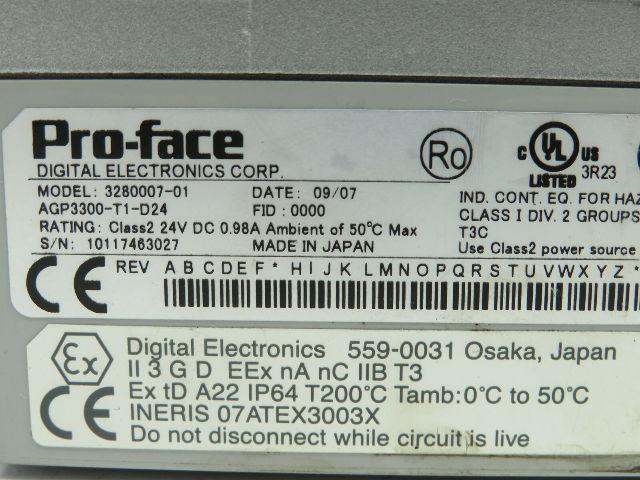 Pro-face
DIGITAL ELECTRONICS CORP.
Ro
C UL US
LISTED
3R23
MODEL: 3280007-01 DATE: 09/07
AGP3300-T1-D24 FID: 0000
RATING: Class2 24V DC 0.98A Ambient of 50°C Max
S/N: 10117463027 MADE IN JAPAN
IND. CONT. EQ. FOR
CLASS I DIV. 2 GROUPS
T3C
Use Class2 power source
CE
REV A B C D E F * H I J K L M N O P Q R S T U V W X Y Z *
Ex
Digital Electronics 559-0031 Osaka, Japan
II 3 G D EEx nA nC IIB T3
Ex tD A22 IP64 T200°C Tamb:0°C to 50°C
INERIS 07ATEX3003X
Do not disconnect while circuit is live
CE